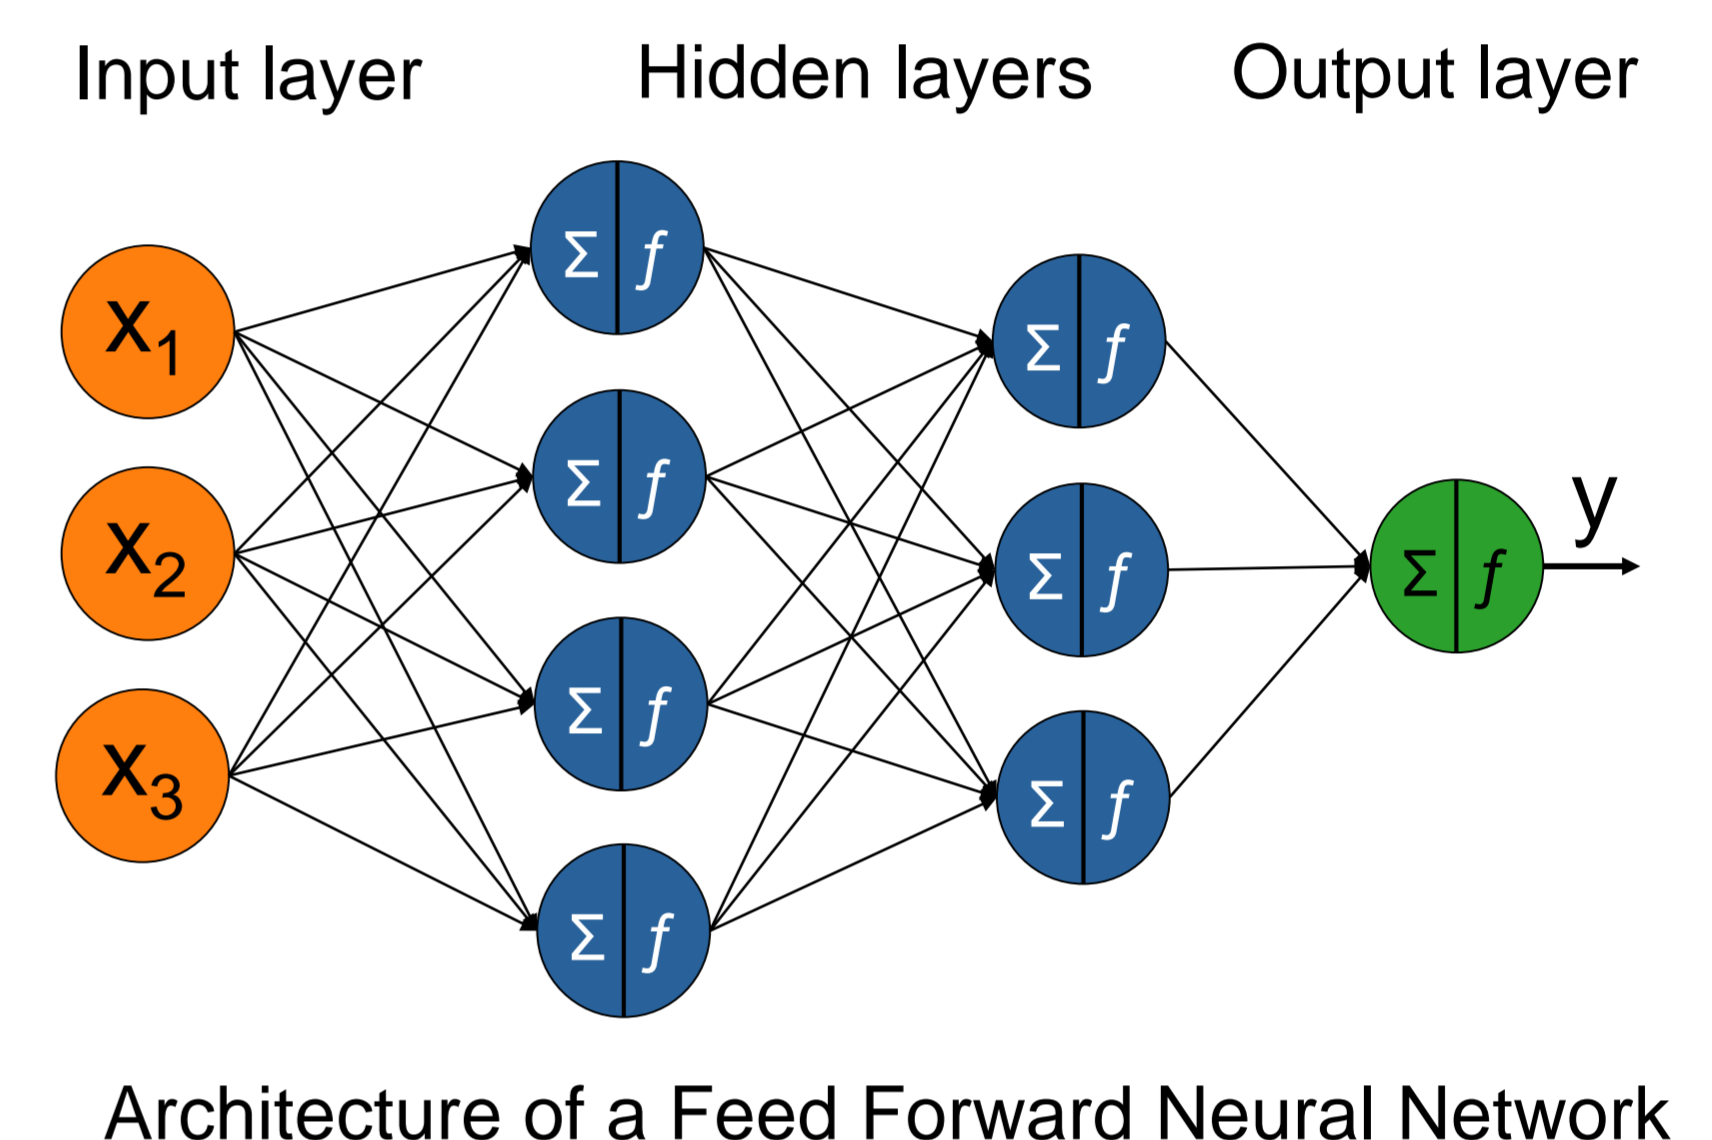 Input layer Hidden layers Output layer
Σ ƒ
x₁
Σ ƒ
Σ ƒ
x₂
Σ ƒ
Σ ƒ
y
Σ ƒ
x₃
Σ ƒ
Σ ƒ
Architecture of a Feed Forward Neural Network